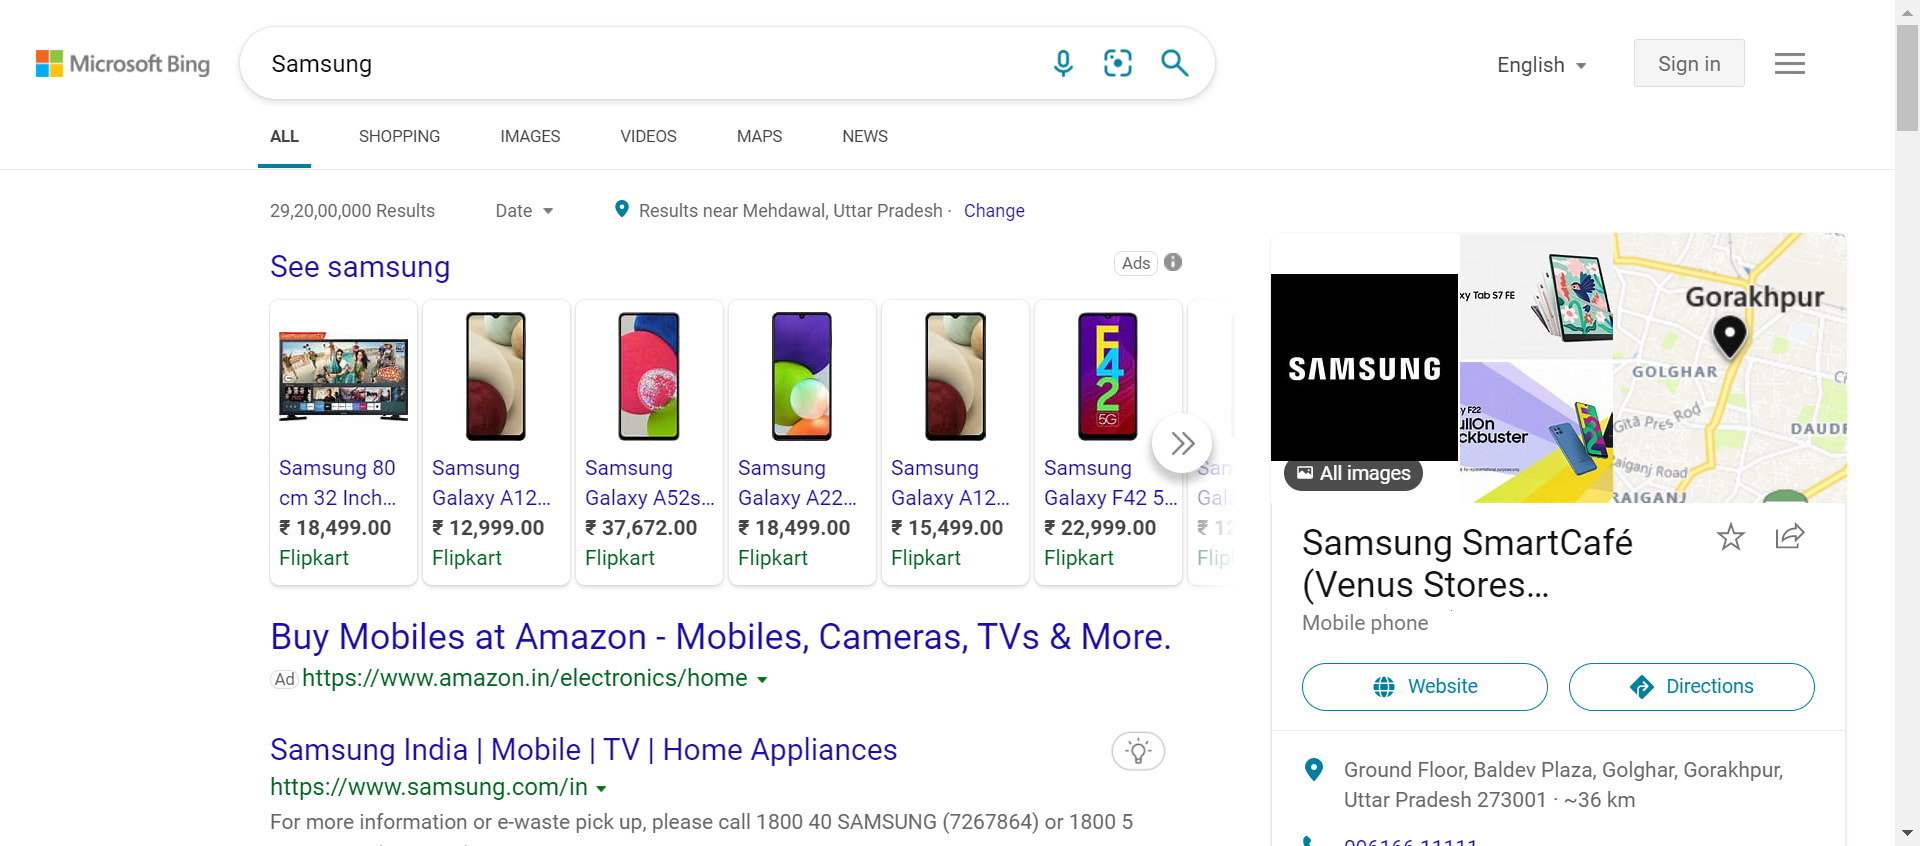 Microsoft Bing
Samsung
English
Sign in
ALL
SHOPPING
IMAGES
VIDEOS
MAPS
NEWS
29,20,00,000 Results
Date
Results near Mehdawal, Uttar Pradesh ·
Change
See samsung
Ads
Samsung 80
cm 32 Inch...
₹ 18,499.00
Flipkart
Samsung
Galaxy A12...
₹ 12,999.00
Flipkart
Samsung
Galaxy A52s...
₹ 37,672.00
Flipkart
Samsung
Galaxy A22...
₹ 18,499.00
Flipkart
Samsung
Galaxy A12...
₹ 15,499.00
Flipkart
F42
5G
Samsung
Galaxy F42 5...
₹ 22,999.00
Flipkart
Sam
Gala
₹ 12
Flip
Buy Mobiles at Amazon - Mobiles, Cameras, TVs & More.
Ad https://www.amazon.in/electronics/home
Samsung India | Mobile | TV | Home Appliances
https://www.samsung.com/in
For more information or e-waste pick up, please call 1800 40 SAMSUNG (7267864) or 1800 5
SAMSUNG
All images
xy Tab S7 FE
y F22
ullOn
ckbuster
Gorakhpur
GOLGHAR
Gita Pres Rod
DAUDP
aiganj Road
RAIGANJ
Samsung SmartCafé
(Venus Stores...
Mobile phone
Website
Directions
Ground Floor, Baldev Plaza, Golghar, Gorakhpur,
Uttar Pradesh 273001 · ~36 km
096166 11111